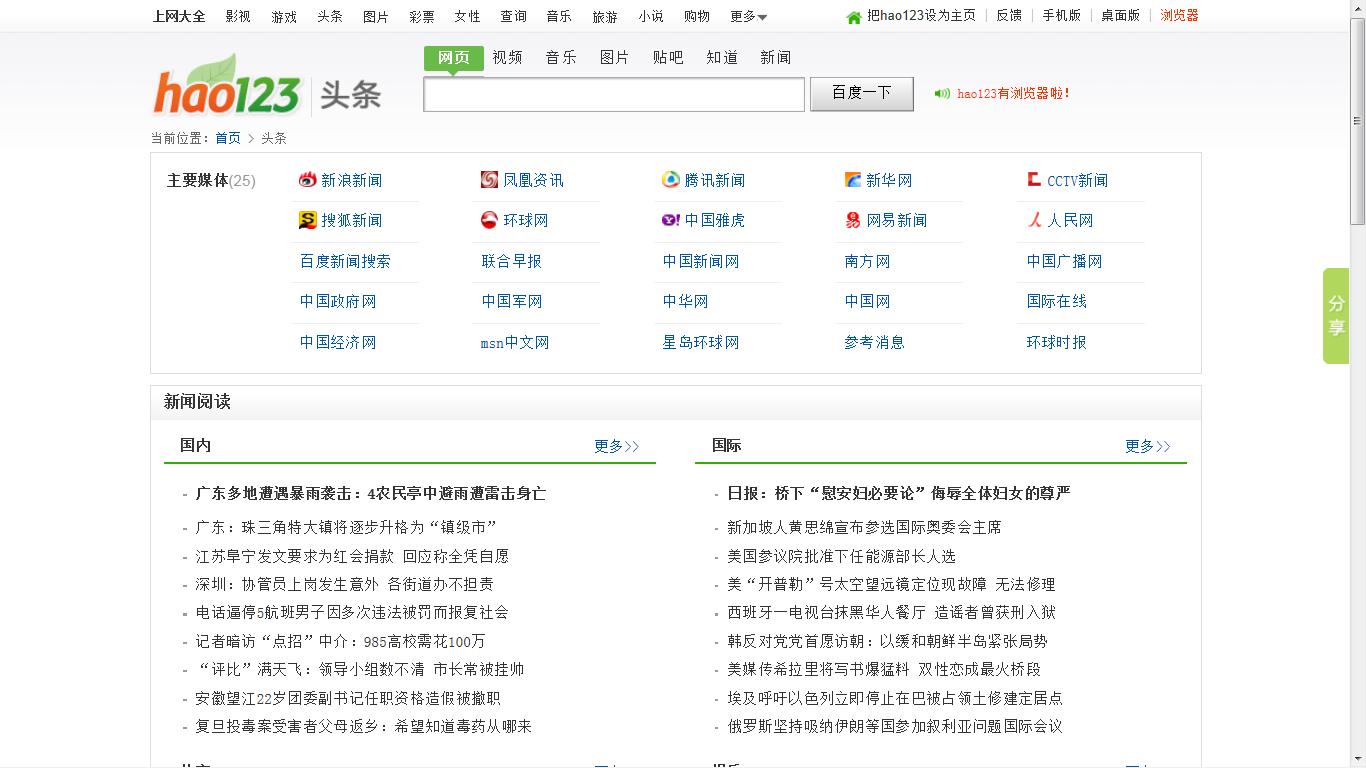 上网大全 影视 游戏 头条 图片 彩票 女性 查询 音乐 旅游 小说 购物 更多 把hao123设为主页 反馈 手机版 桌面版 浏览器
网页 视频 音乐 图片 贴吧 知道 新闻
hao123 头条
百度一下 hao123有浏览器啦!
当前位置：首页 > 头条
主要媒体(25) 新浪新闻 凤凰资讯 腾讯新闻 新华网 CCTV新闻
搜狐新闻 环球网 中国雅虎 网易新闻 人民网
百度新闻搜索 联合早报 中国新闻网 南方网 中国广播网
中国政府网 中国军网 中华网 中国网 国际在线
中国经济网 msn中文网 星岛环球网 参考消息 环球时报
分享
新闻阅读
国内 更多>>
- 广东多地遭遇暴雨袭击：4农民亭中避雨遭雷击身亡
- 广东：珠三角特大镇将逐步升格为“镇级市”
- 江苏阜宁发文要求为红会捐款 回应称全凭自愿
- 深圳：协管员上岗发生意外 各街道办不担责
- 电话逼停5航班男子因多次违法被罚而报复社会
- 记者暗访“点招”中介：985高校需花100万
- “评比”满天飞：领导小组数不清 市长常被挂帅
- 安徽望江22岁团委副书记任职资格造假被撤职
- 复旦投毒案受害者父母返乡：希望知道毒药从哪来
国际 更多>>
- 日报：桥下“慰安妇必要论”侮辱全体妇女的尊严
- 新加坡人黄思绵宣布参选国际奥委会主席
- 美国参议院批准下任能源部长人选
- 美“开普勒”号太空望远镜定位现故障 无法修理
- 西班牙一电视台抹黑华人餐厅 造谣者曾获刑入狱
- 韩反对党党首愿访朝：以缓和朝鲜半岛紧张局势
- 美媒传希拉里将写书爆猛料 双性恋成最火桥段
- 埃及呼吁以色列立即停止在巴被占领土修建定居点
- 俄罗斯坚持吸纳伊朗等国参加叙利亚问题国际会议